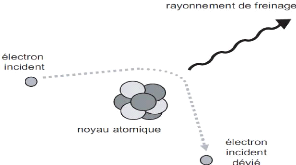 rayonnement de freinage
électron
incident
noyau atomique
électron
incident
dévié